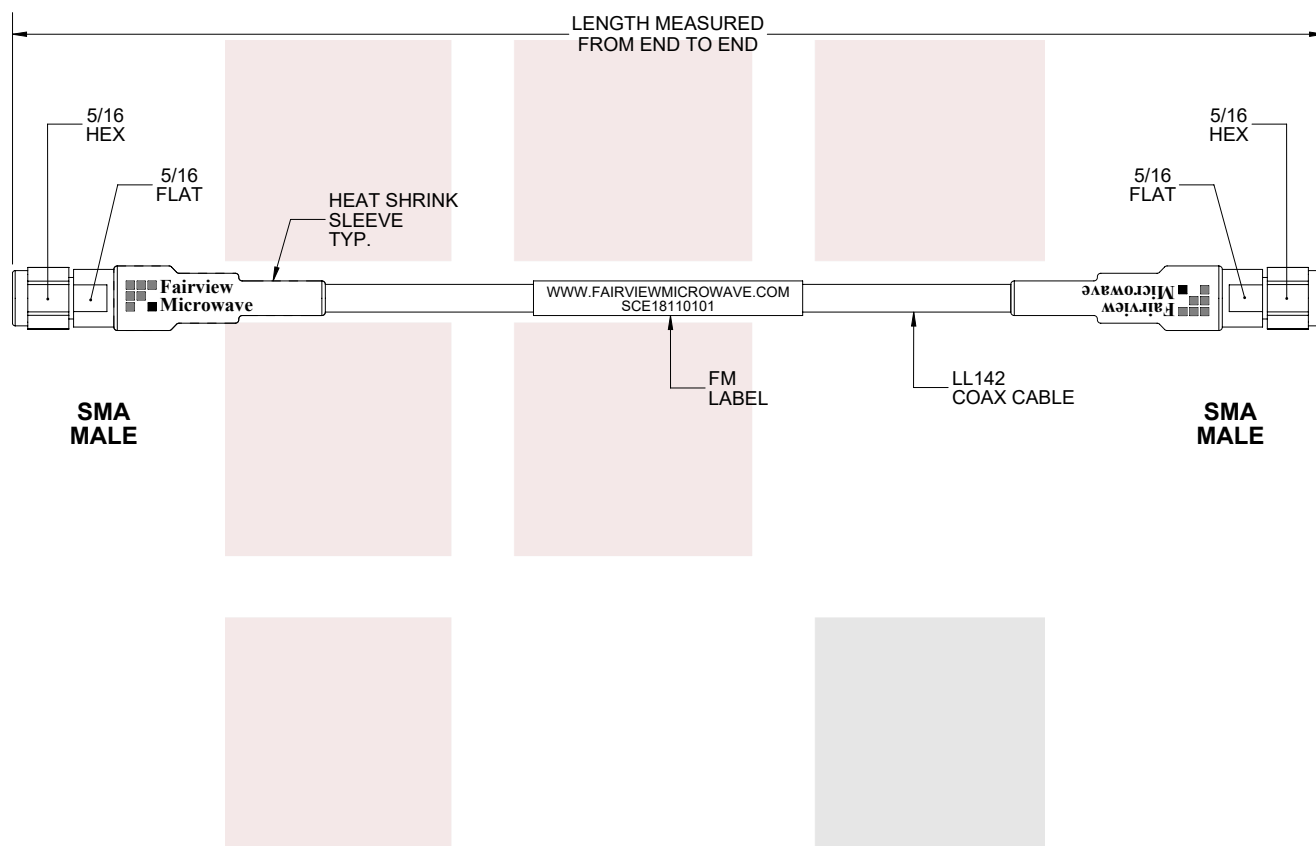 LENGTH MEASURED
FROM END TO END
5/16
HEX
5/16
HEX
5/16
FLAT
5/16
FLAT
HEAT SHRINK
SLEEVE
TYP.
Fairview
Microwave
WWW.FAIRVIEWMICROWAVE.COM
SCE18110101
Fairview
Microwave
FM
LABEL
LL142
COAX CABLE
SMA
MALE
SMA
MALE